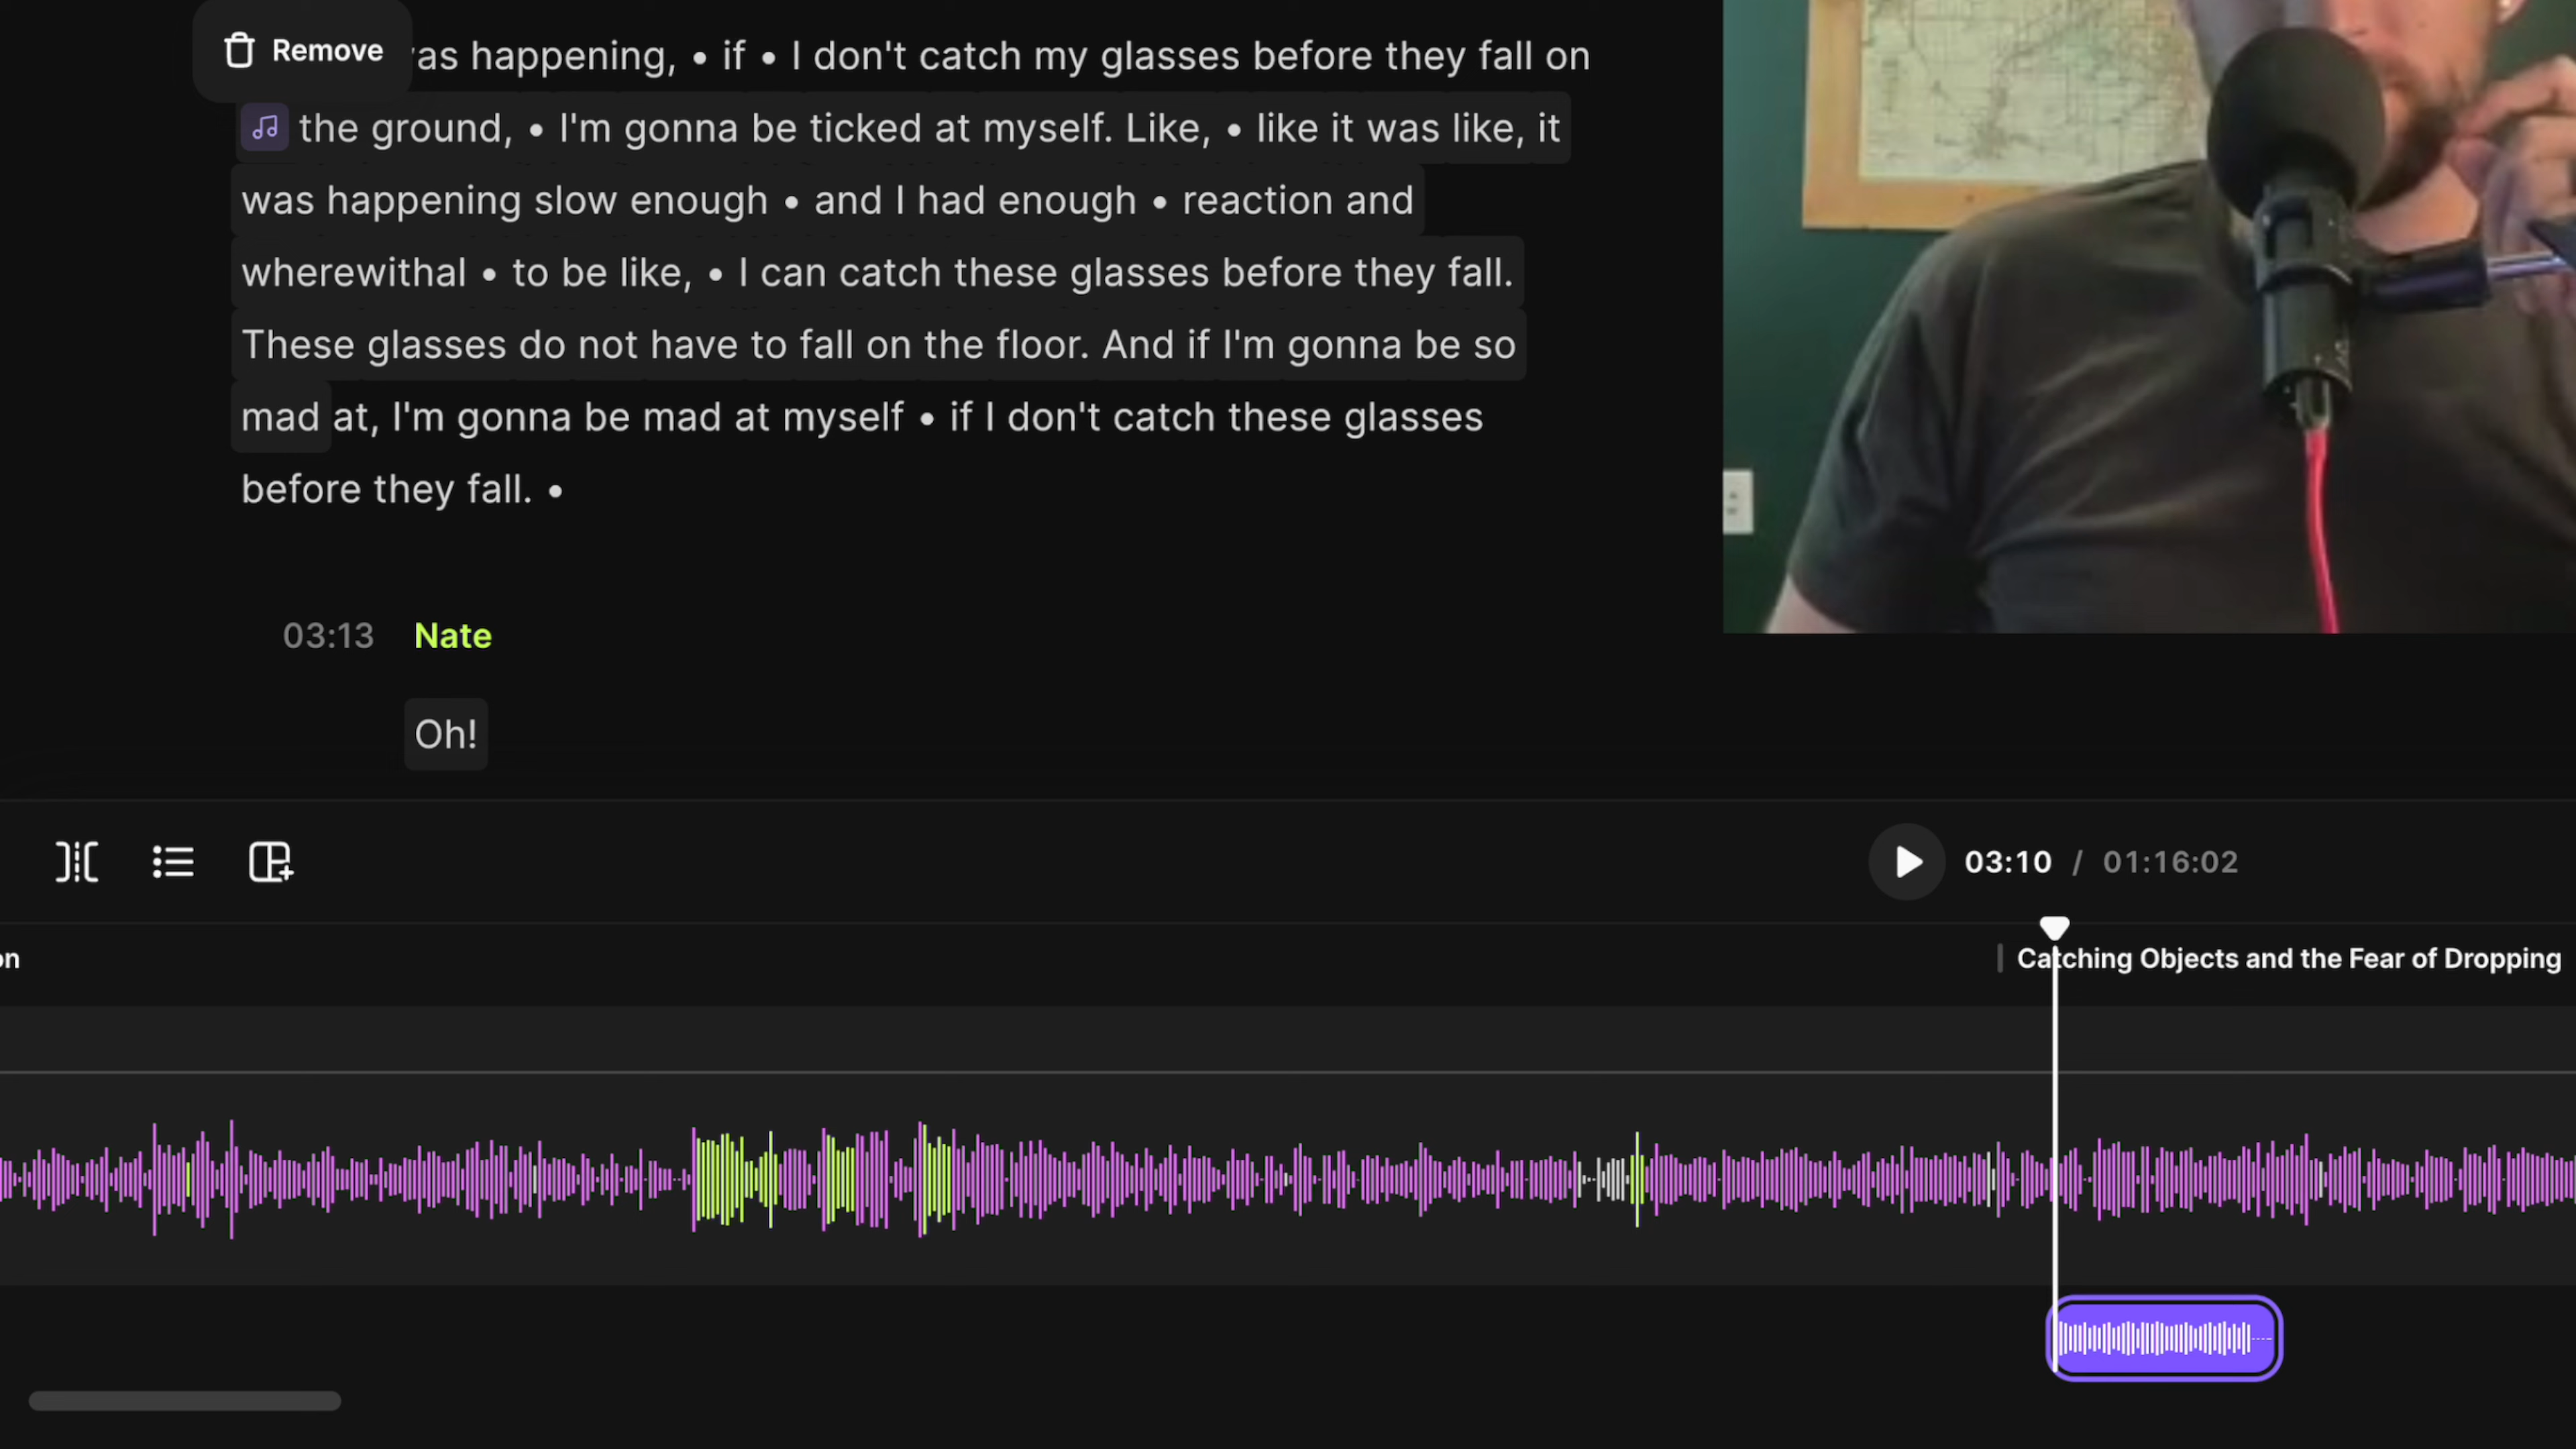 Remove
as happening, • if • I don't catch my glasses before they fall on
the ground, • I'm gonna be ticked at myself. Like, • like it was like, it
was happening slow enough • and I had enough • reaction and
wherewithal • to be like, • I can catch these glasses before they fall.
These glasses do not have to fall on the floor. And if I'm gonna be so
mad at, I'm gonna be mad at myself • if I don't catch these glasses
before they fall. •
03:13 Nate
Oh!
03:10 / 01:16:02
on
Catching Objects and the Fear of Dropping